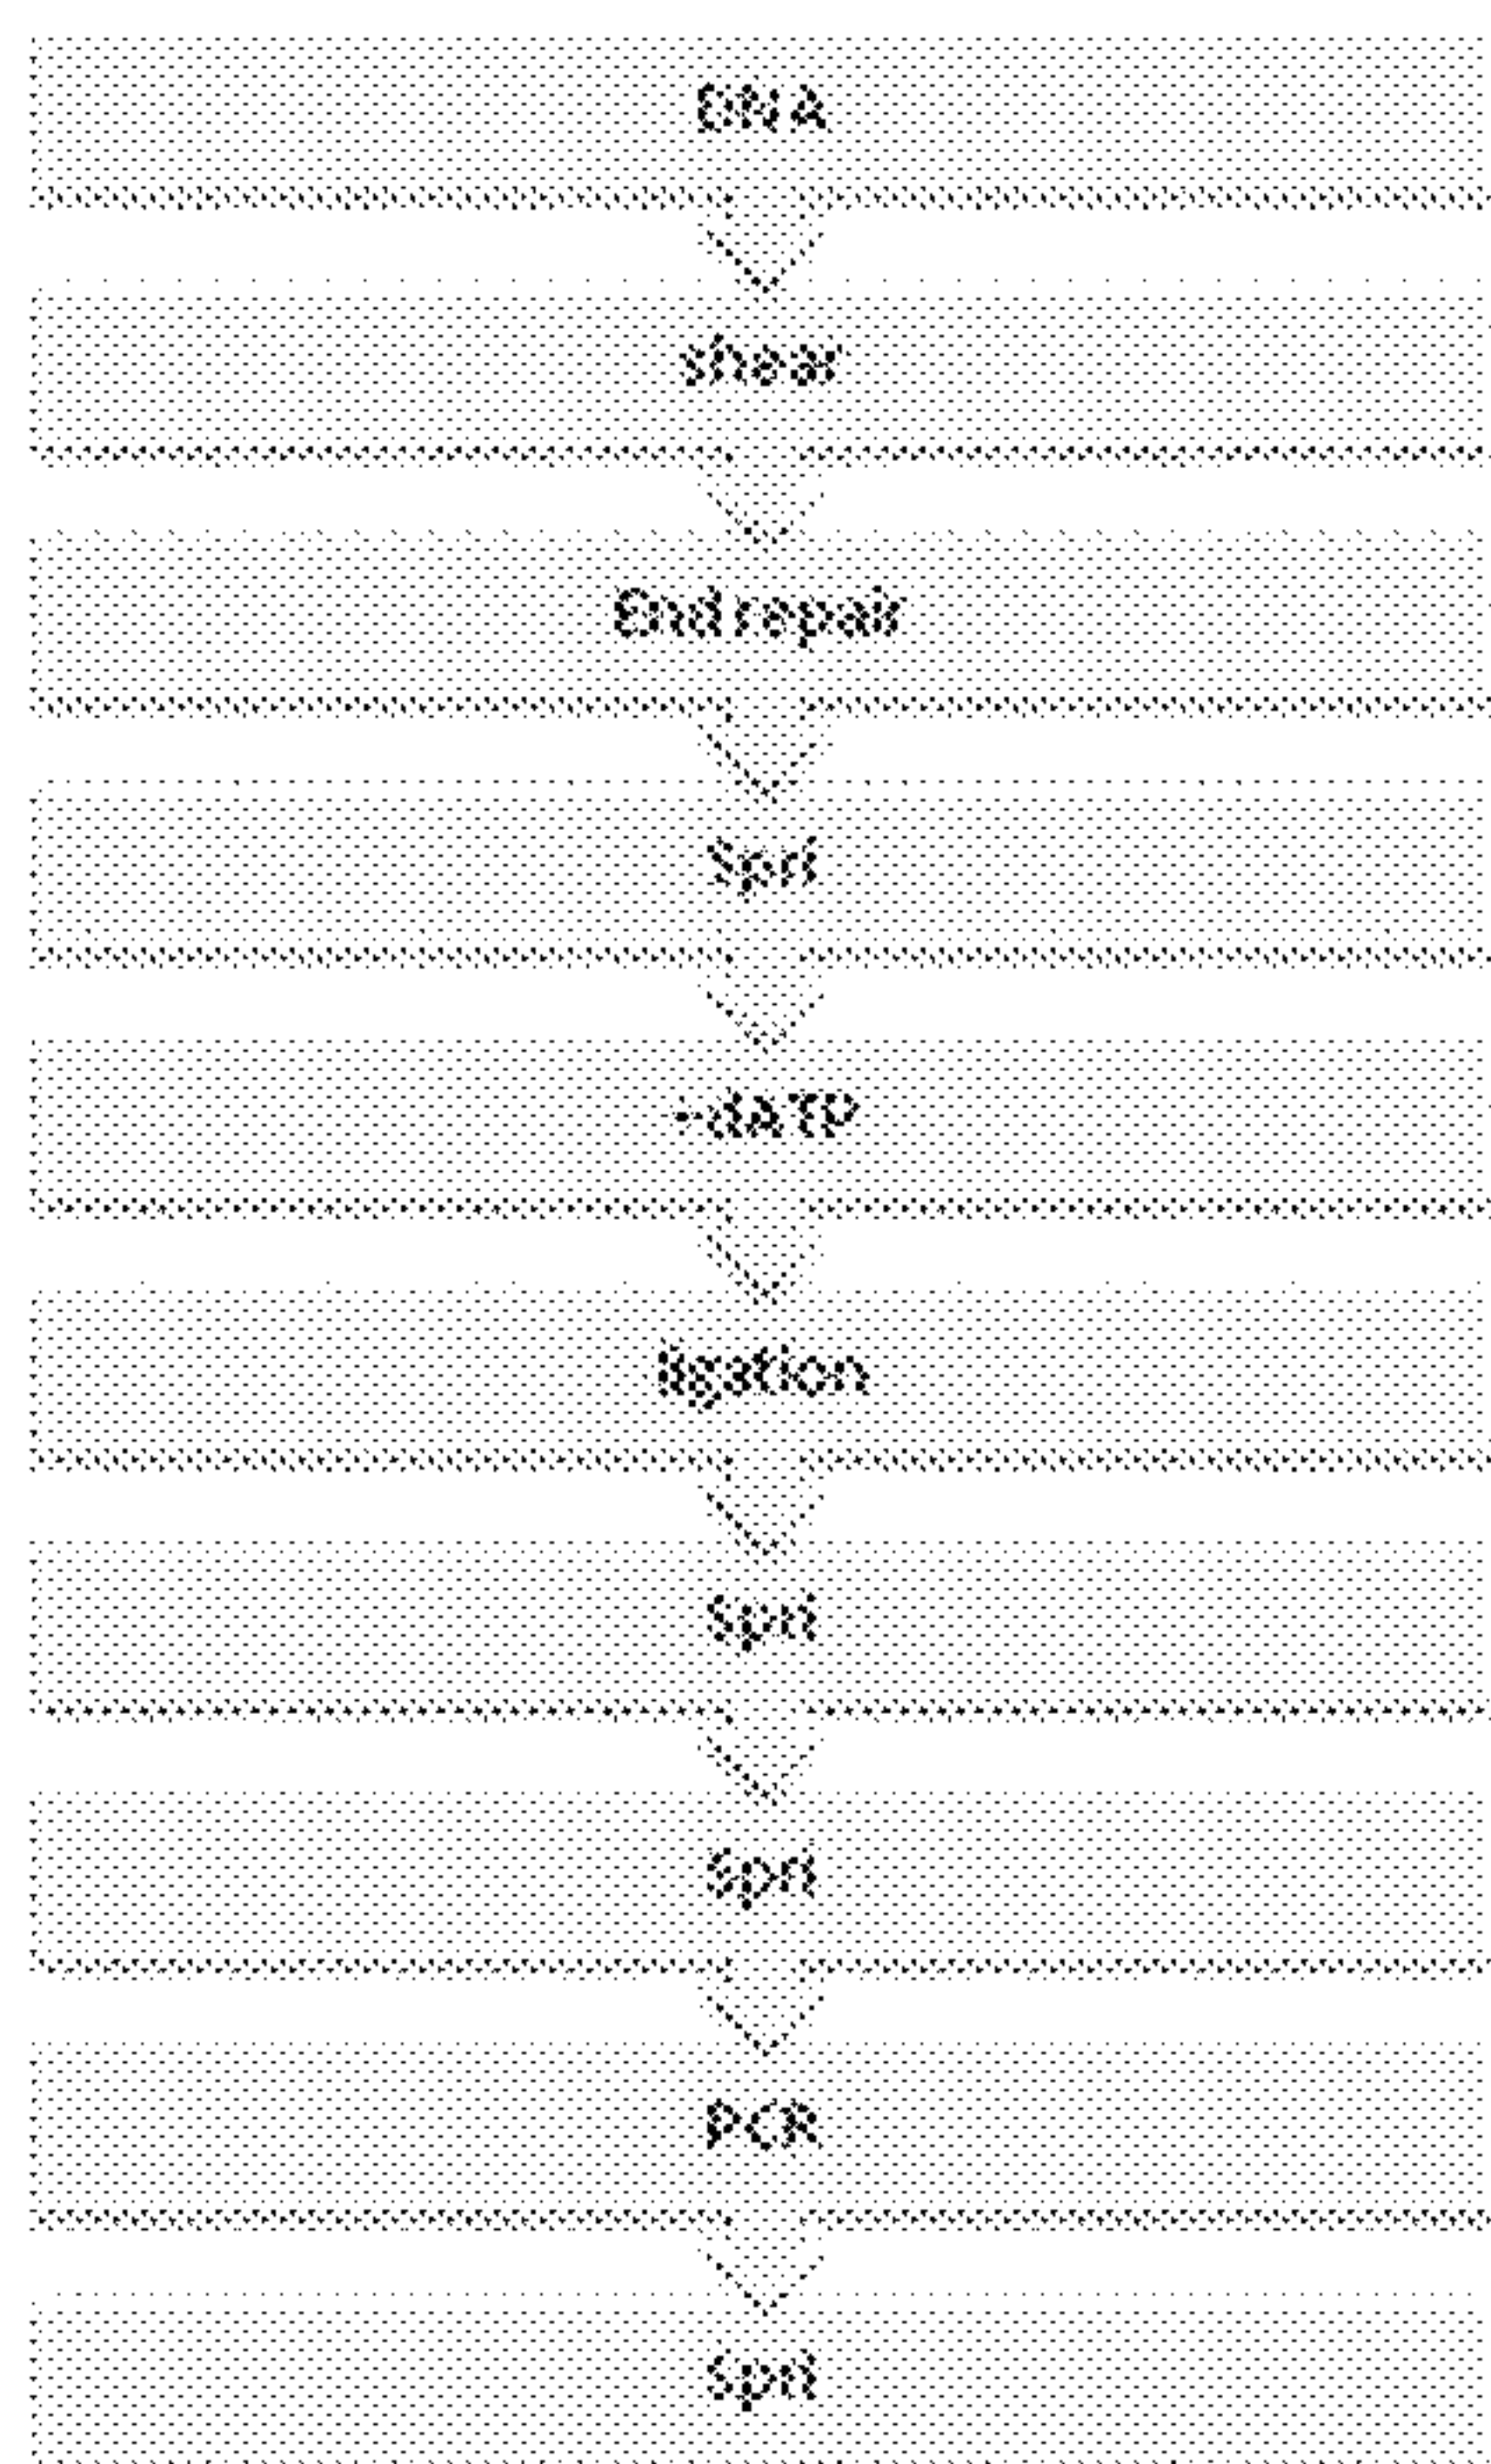 DNA
shear
End repair
Spri
+dATP
ligation
Spri
Spri
PCR
Spri